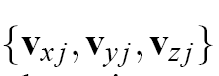 {𝐯_{xj}, 𝐯_{yj}, 𝐯_{zj}}